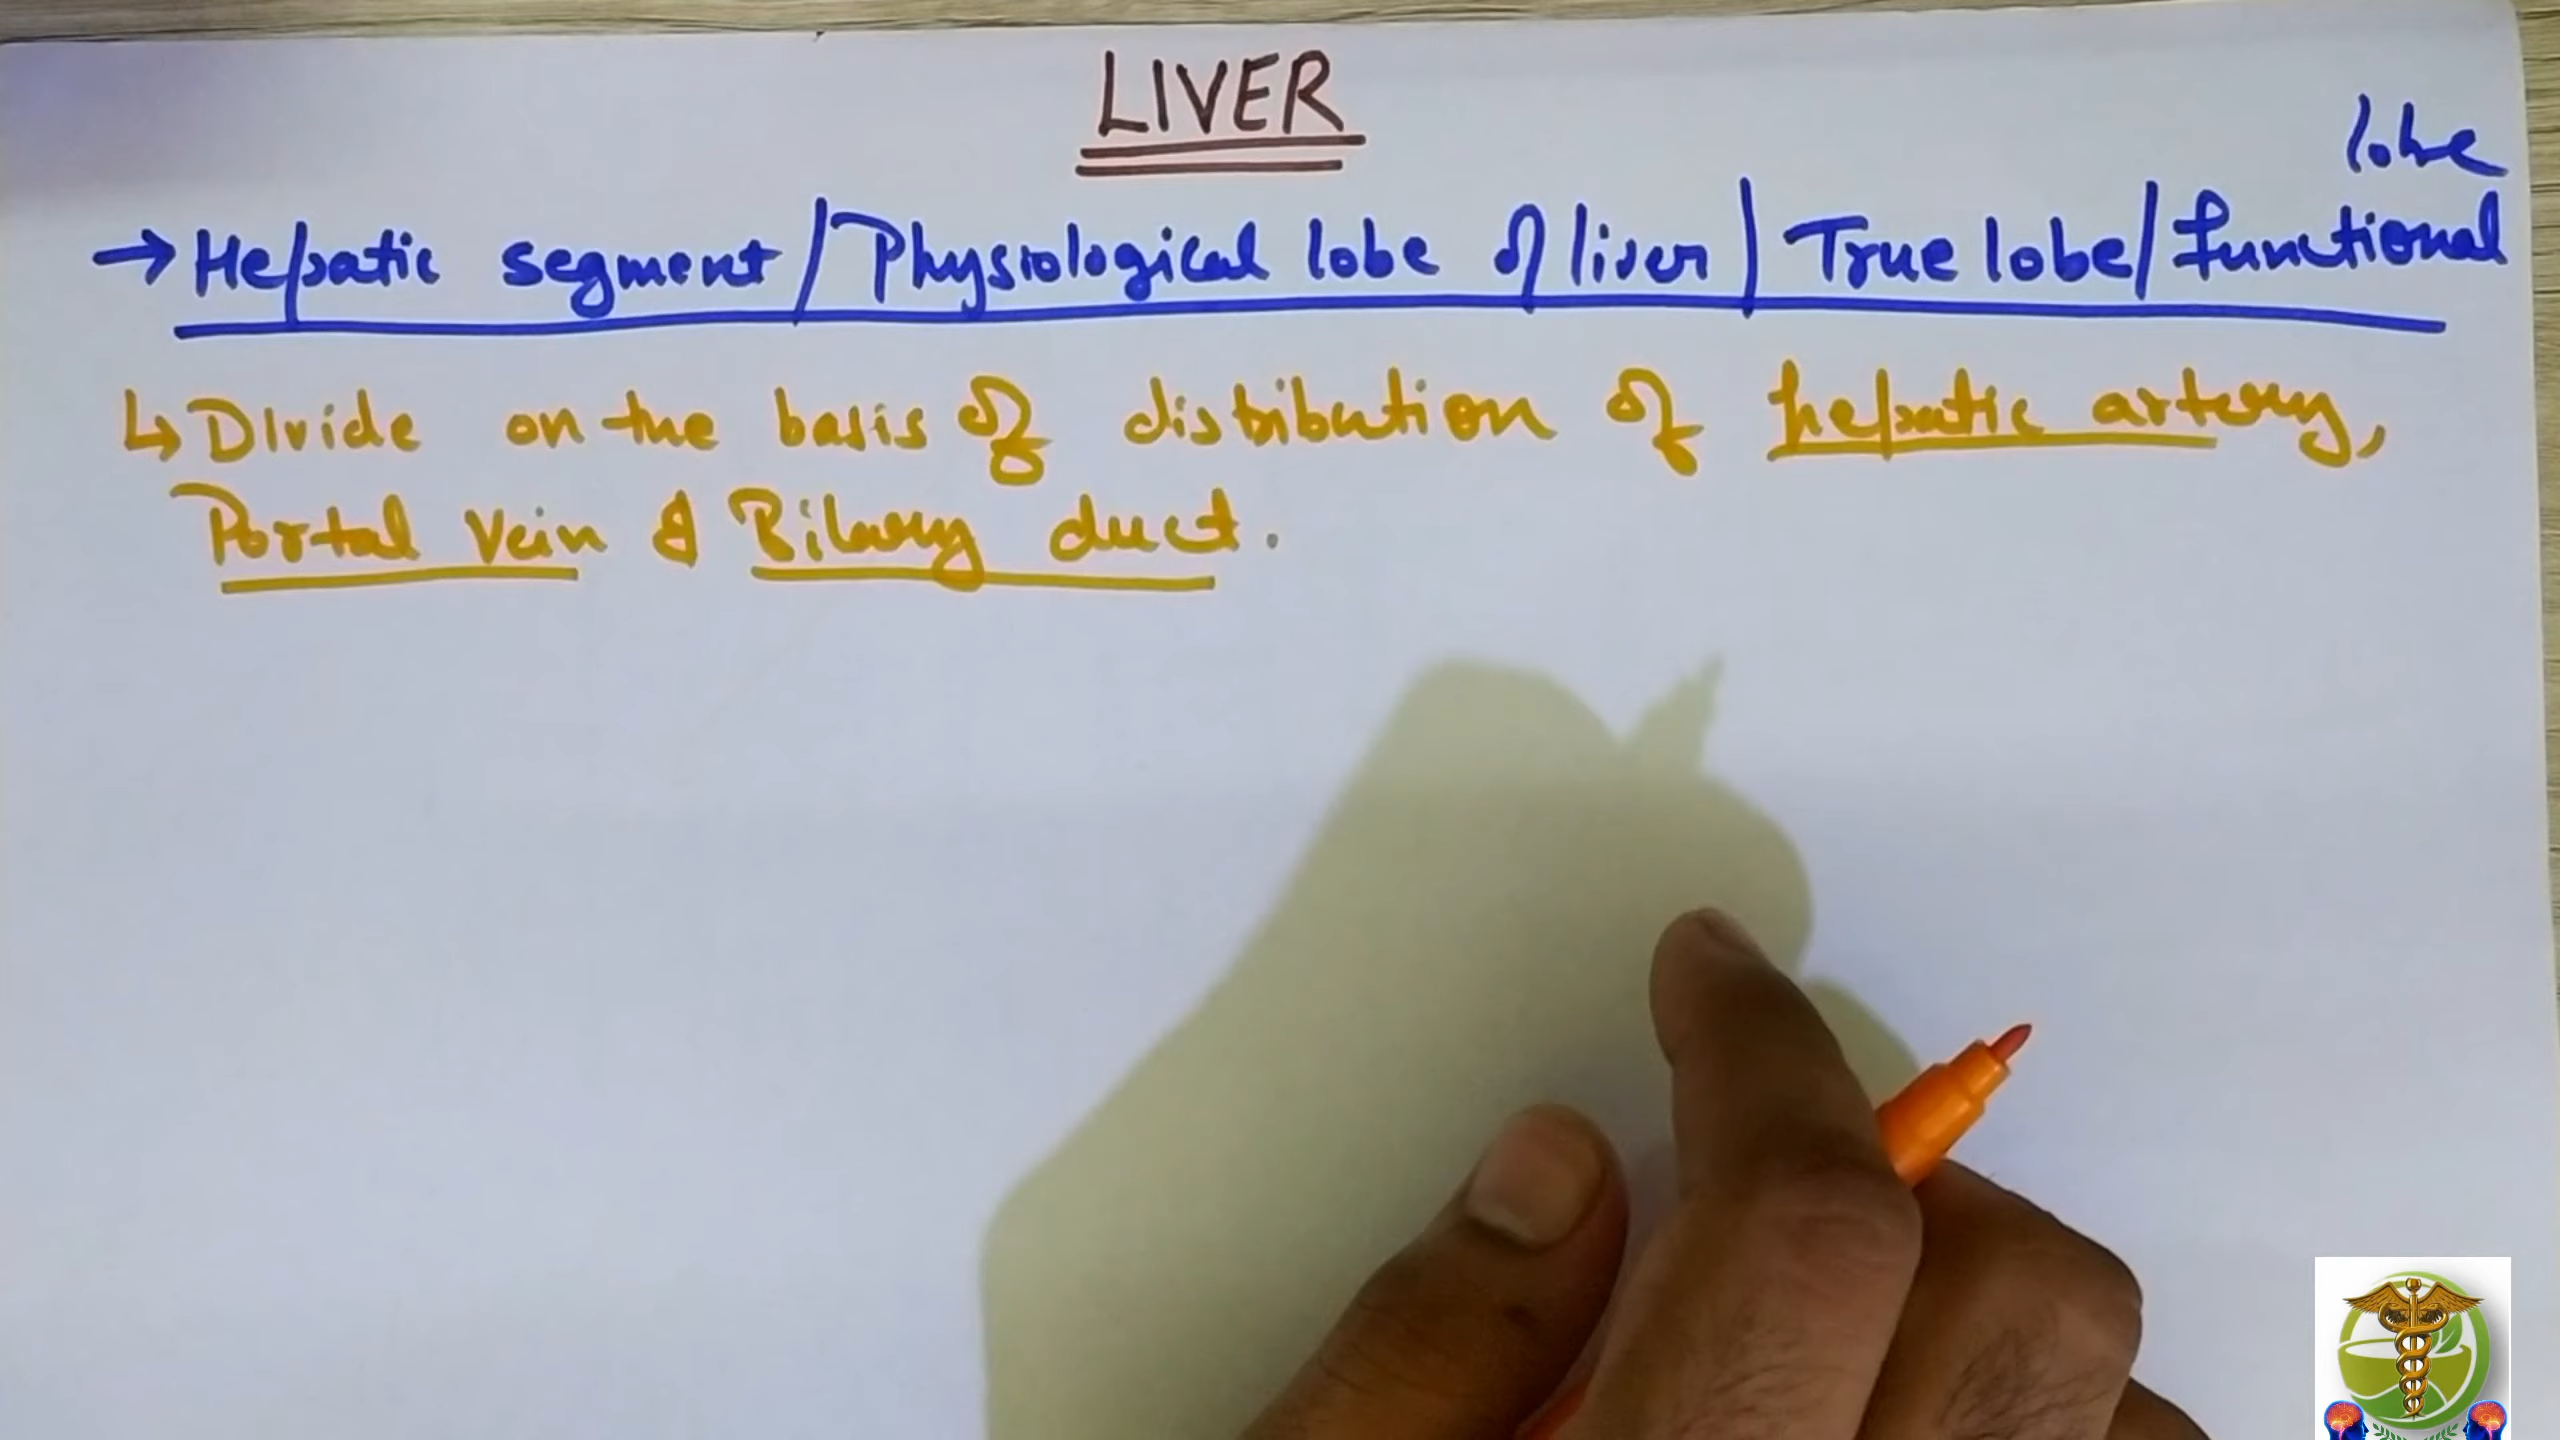 LIVER
→ Hepatic segment / Physiological lobe of liver | True lobe / functional lobe
↳ Divide on the basis of distribution of hepatic artery,
Portal vein & Bilary duct.